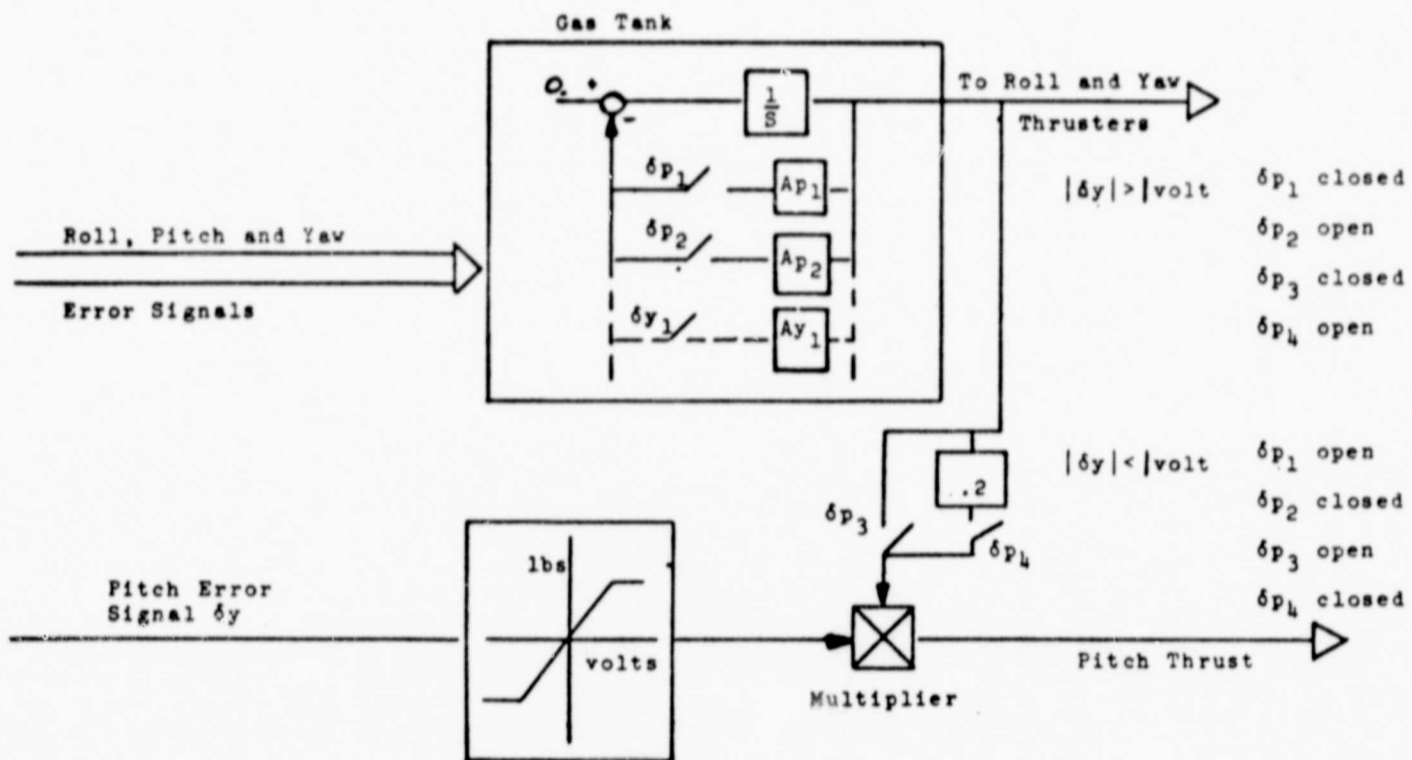 Gas Tank
O. +
-
1
S
To Roll and Yaw
Thrusters
δp1
Ap1
δp2
Ap2
δy1
Ay1
Roll, Pitch and Yaw
Error Signals
|δy|>|volt
δp1 closed
δp2 open
δp3 closed
δp4 open
|δy|<|volt
δp1 open
δp2 closed
δp3 open
δp4 closed
.2
δp3
δp4
lbs
volts
Pitch Error
Signal δy
Multiplier
Pitch Thrust